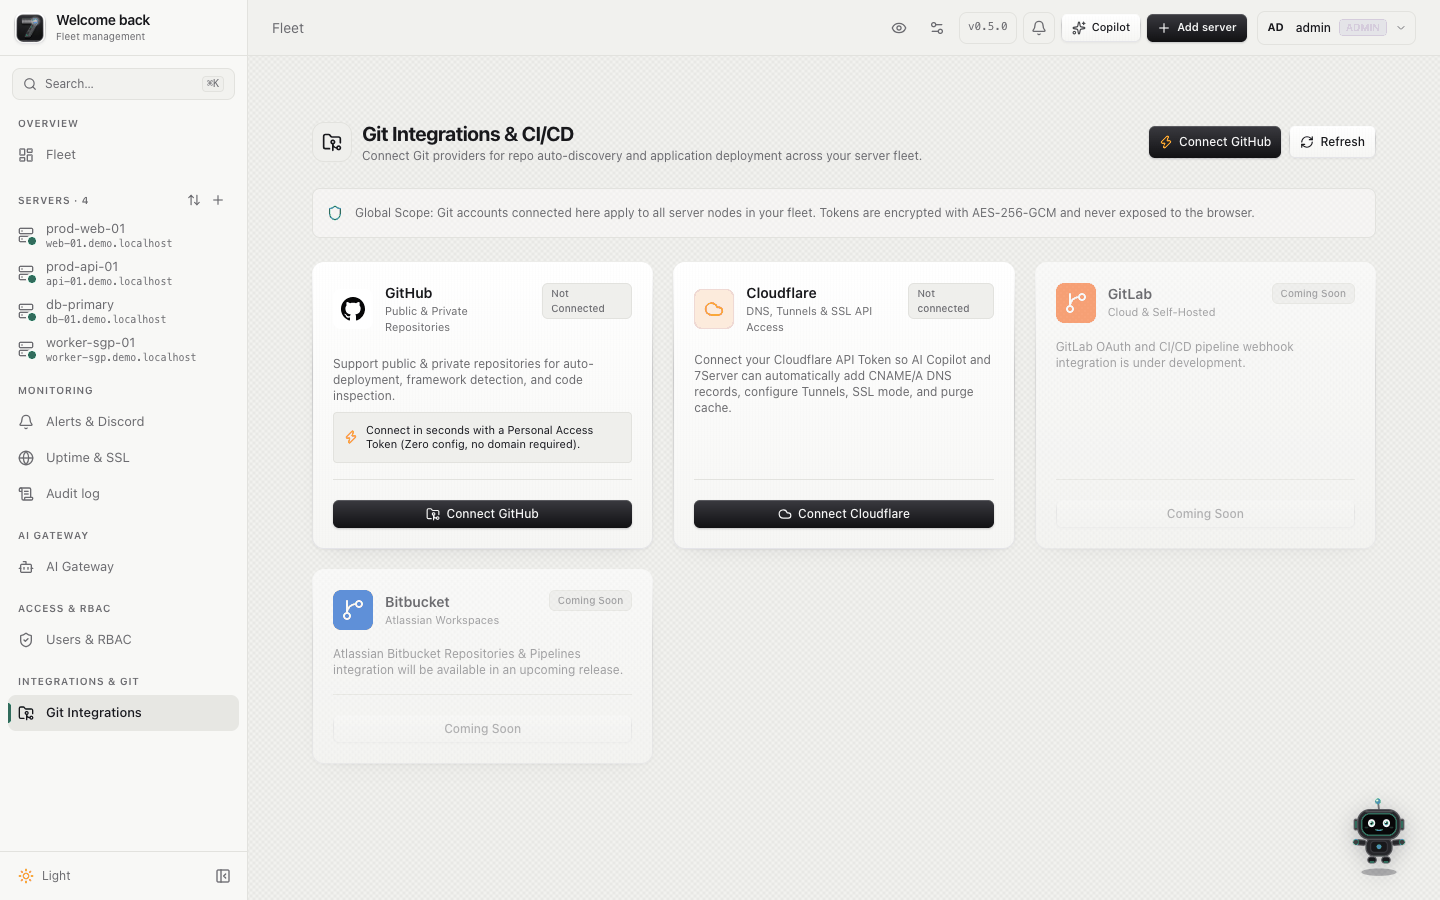 Welcome back
Fleet management
Search...
⌘K
OVERVIEW
Fleet
SERVERS · 4
prod-web-01
web-01.demo.localhost
prod-api-01
api-01.demo.localhost
db-primary
db-01.demo.localhost
worker-sgp-01
worker-sgp.demo.localhost
MONITORING
Alerts & Discord
Uptime & SSL
Audit log
AI GATEWAY
AI Gateway
ACCESS & RBAC
Users & RBAC
INTEGRATIONS & GIT
Git Integrations
Light
Fleet
v0.5.0
Copilot
Add server
AD
admin
ADMIN
Git Integrations & CI/CD
Connect Git providers for repo auto-discovery and application deployment across your server fleet.
Connect GitHub
Refresh
Global Scope: Git accounts connected here apply to all server nodes in your fleet. Tokens are encrypted with AES-256-GCM and never exposed to the browser.
GitHub
Public & Private
Repositories
Not
Connected
Support public & private repositories for auto-
deployment, framework detection, and code
inspection.
Connect in seconds with a Personal Access
Token (Zero config, no domain required).
Connect GitHub
Cloudflare
DNS, Tunnels & SSL API
Access
Not
connected
Connect your Cloudflare API Token so AI Copilot and
7Server can automatically add CNAME/A DNS
records, configure Tunnels, SSL mode, and purge
cache.
Connect Cloudflare
GitLab
Cloud & Self-Hosted
Coming Soon
GitLab OAuth and CI/CD pipeline webhook
integration is under development.
Coming Soon
Bitbucket
Atlassian Workspaces
Coming Soon
Atlassian Bitbucket Repositories & Pipelines
integration will be available in an upcoming release.
Coming Soon